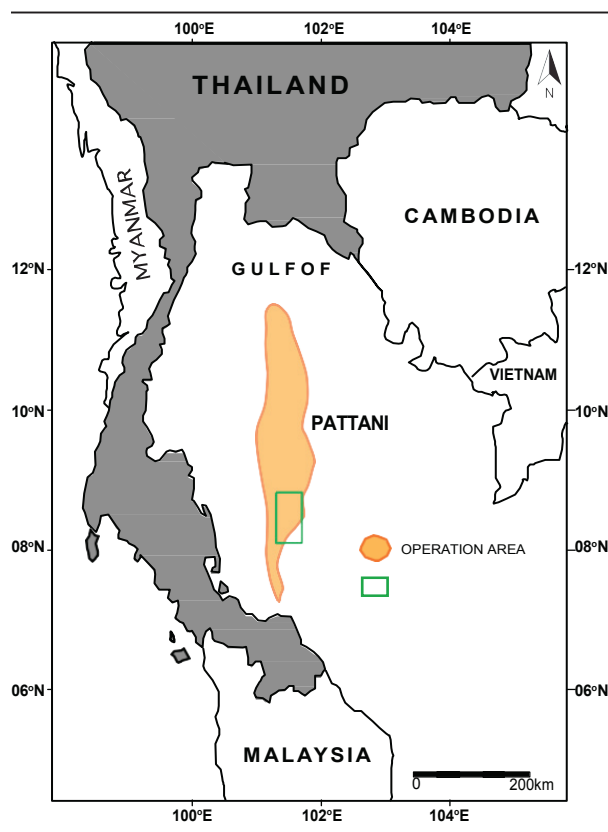 100°E 102°E 104°E
N
THAILAND
MYANMAR
CAMBODIA
12°N GULFOF 12°N
VIETNAM
10°N PATTANI 10°N
08°N OPERATION AREA 08°N
06°N 06°N
MALAYSIA
0 200km
100°E 102°E 104°E